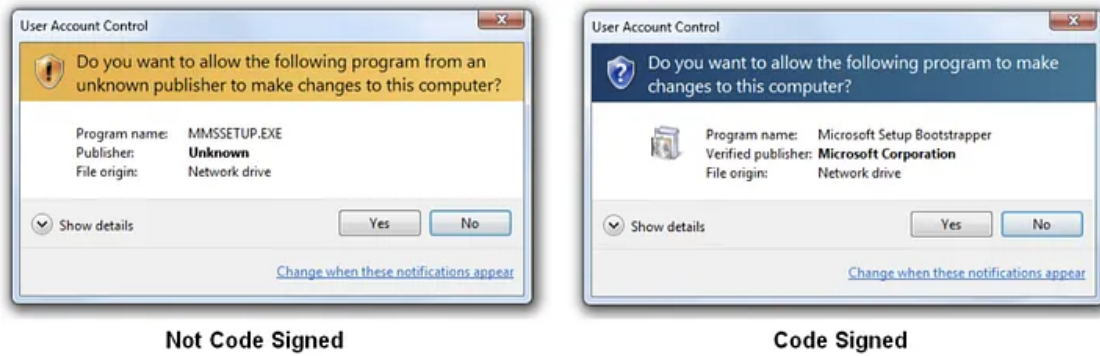 User Account Control
Do you want to allow the following program from an
unknown publisher to make changes to this computer?
Program name: MMSSETUP.EXE
Publisher: Unknown
File origin: Network drive
Show details
Yes
No
Change when these notifications appear
Not Code Signed
User Account Control
Do you want to allow the following program to make
changes to this computer?
Program name: Microsoft Setup Bootstrapper
Verified publisher: Microsoft Corporation
File origin: Network drive
Show details
Yes
No
Change when these notifications appear
Code Signed